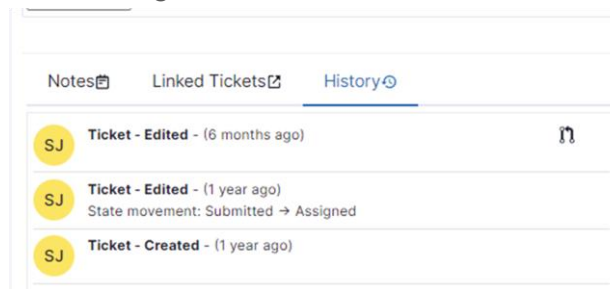 Notes Linked Tickets History
SJ Ticket - Edited - (6 months ago)
SJ Ticket - Edited - (1 year ago)
State movement: Submitted → Assigned
SJ Ticket - Created - (1 year ago)